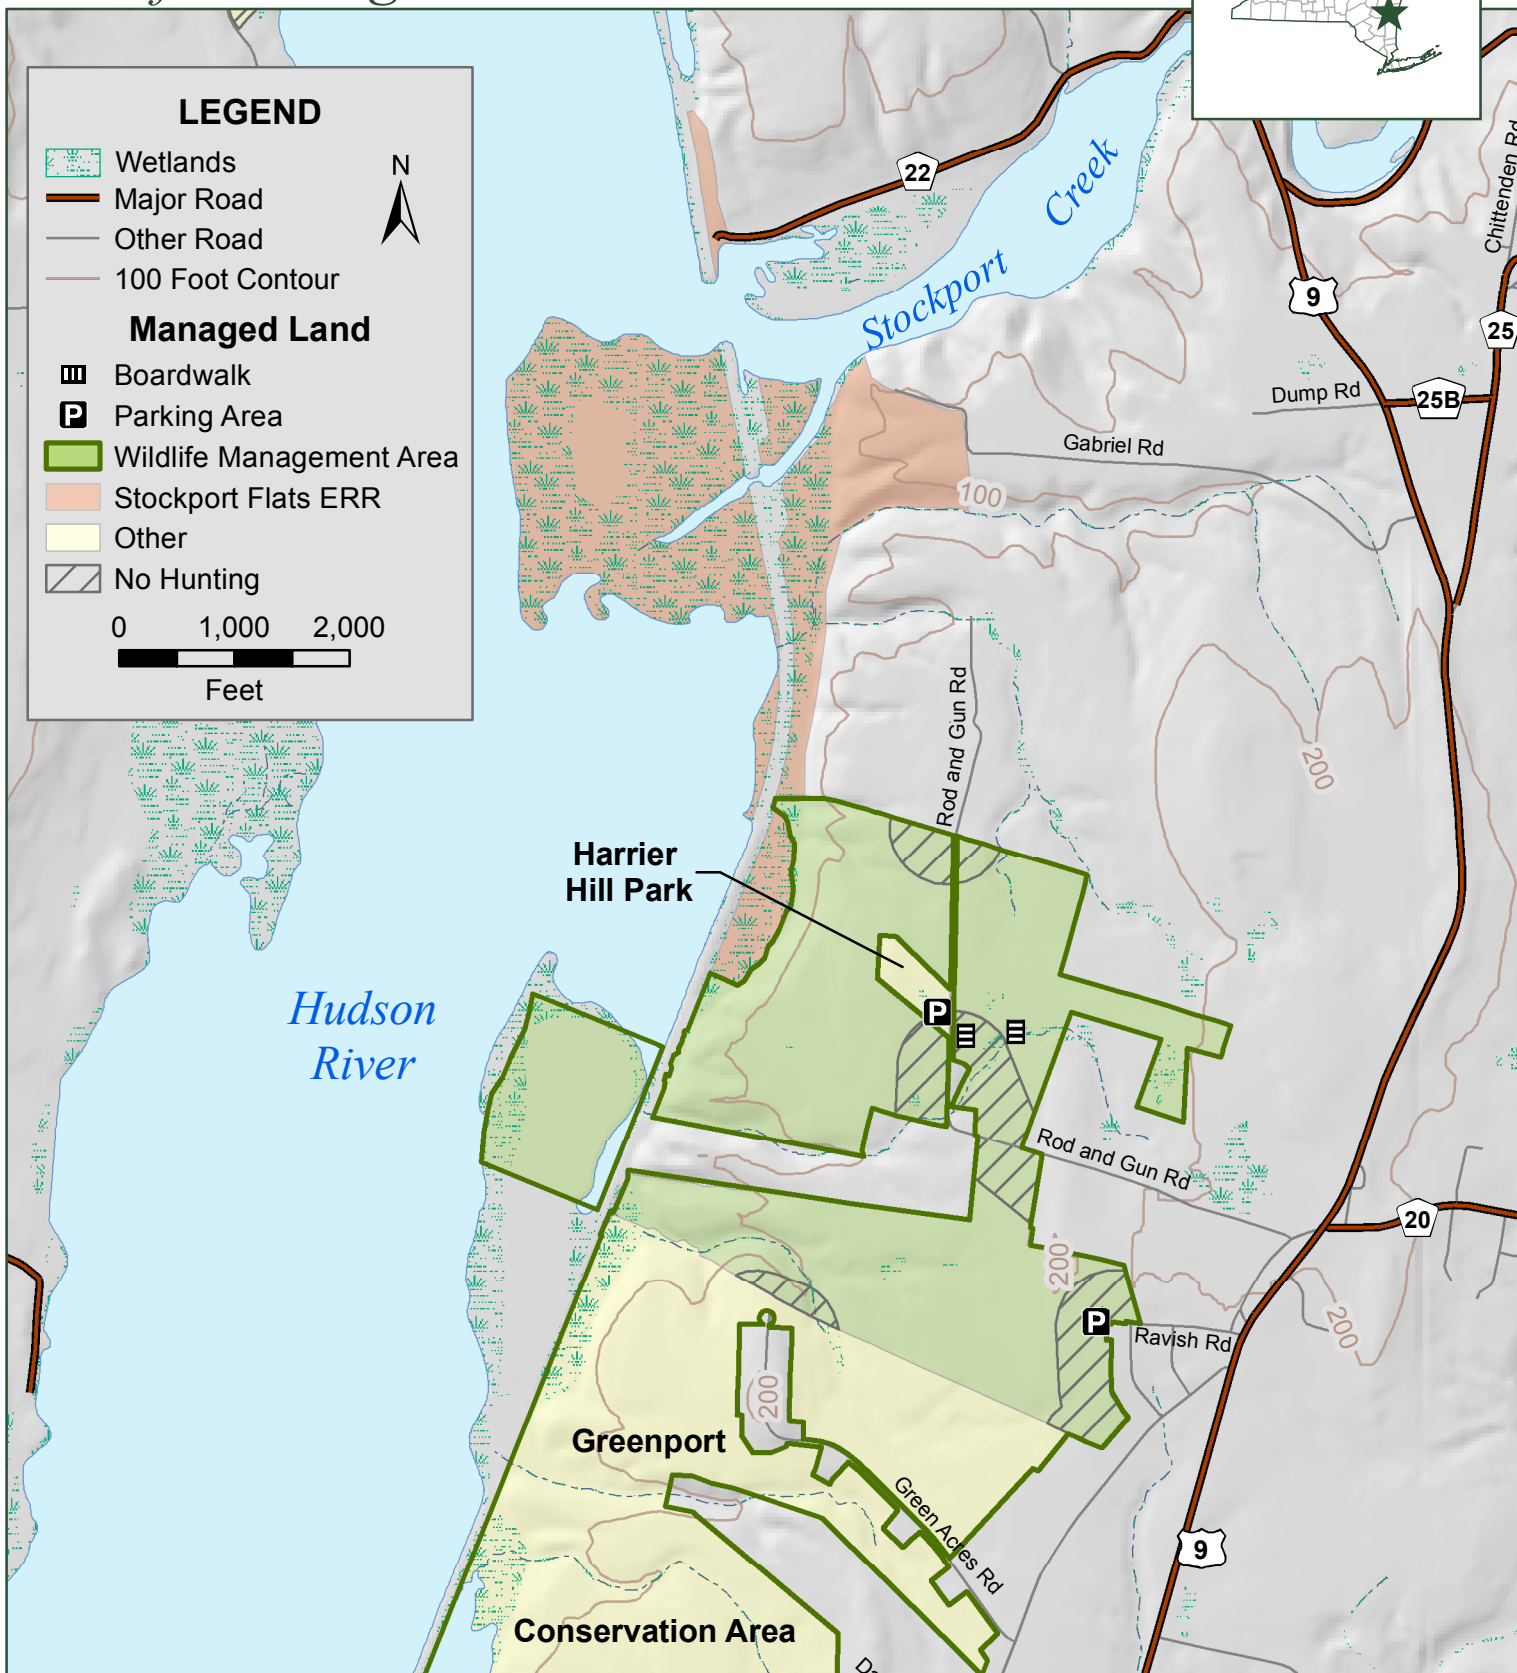 LEGEND
Wetlands
Major Road
Other Road
100 Foot Contour
N
Managed Land
Boardwalk
P
Parking Area
Wildlife Management Area
Stockport Flats ERR
Other
No Hunting
0 1,000 2,000
Feet
22
Stockport Creek
Chittenden Rd
9
25
Dump Rd
25B
Gabriel Rd
100
Rod and Gun Rd
200
Harrier
Hill Park
P
Hudson
River
Rod and Gun Rd
20
200
P
Ravish Rd
200
200
Greenport
Green Acres Rd
9
Conservation Area